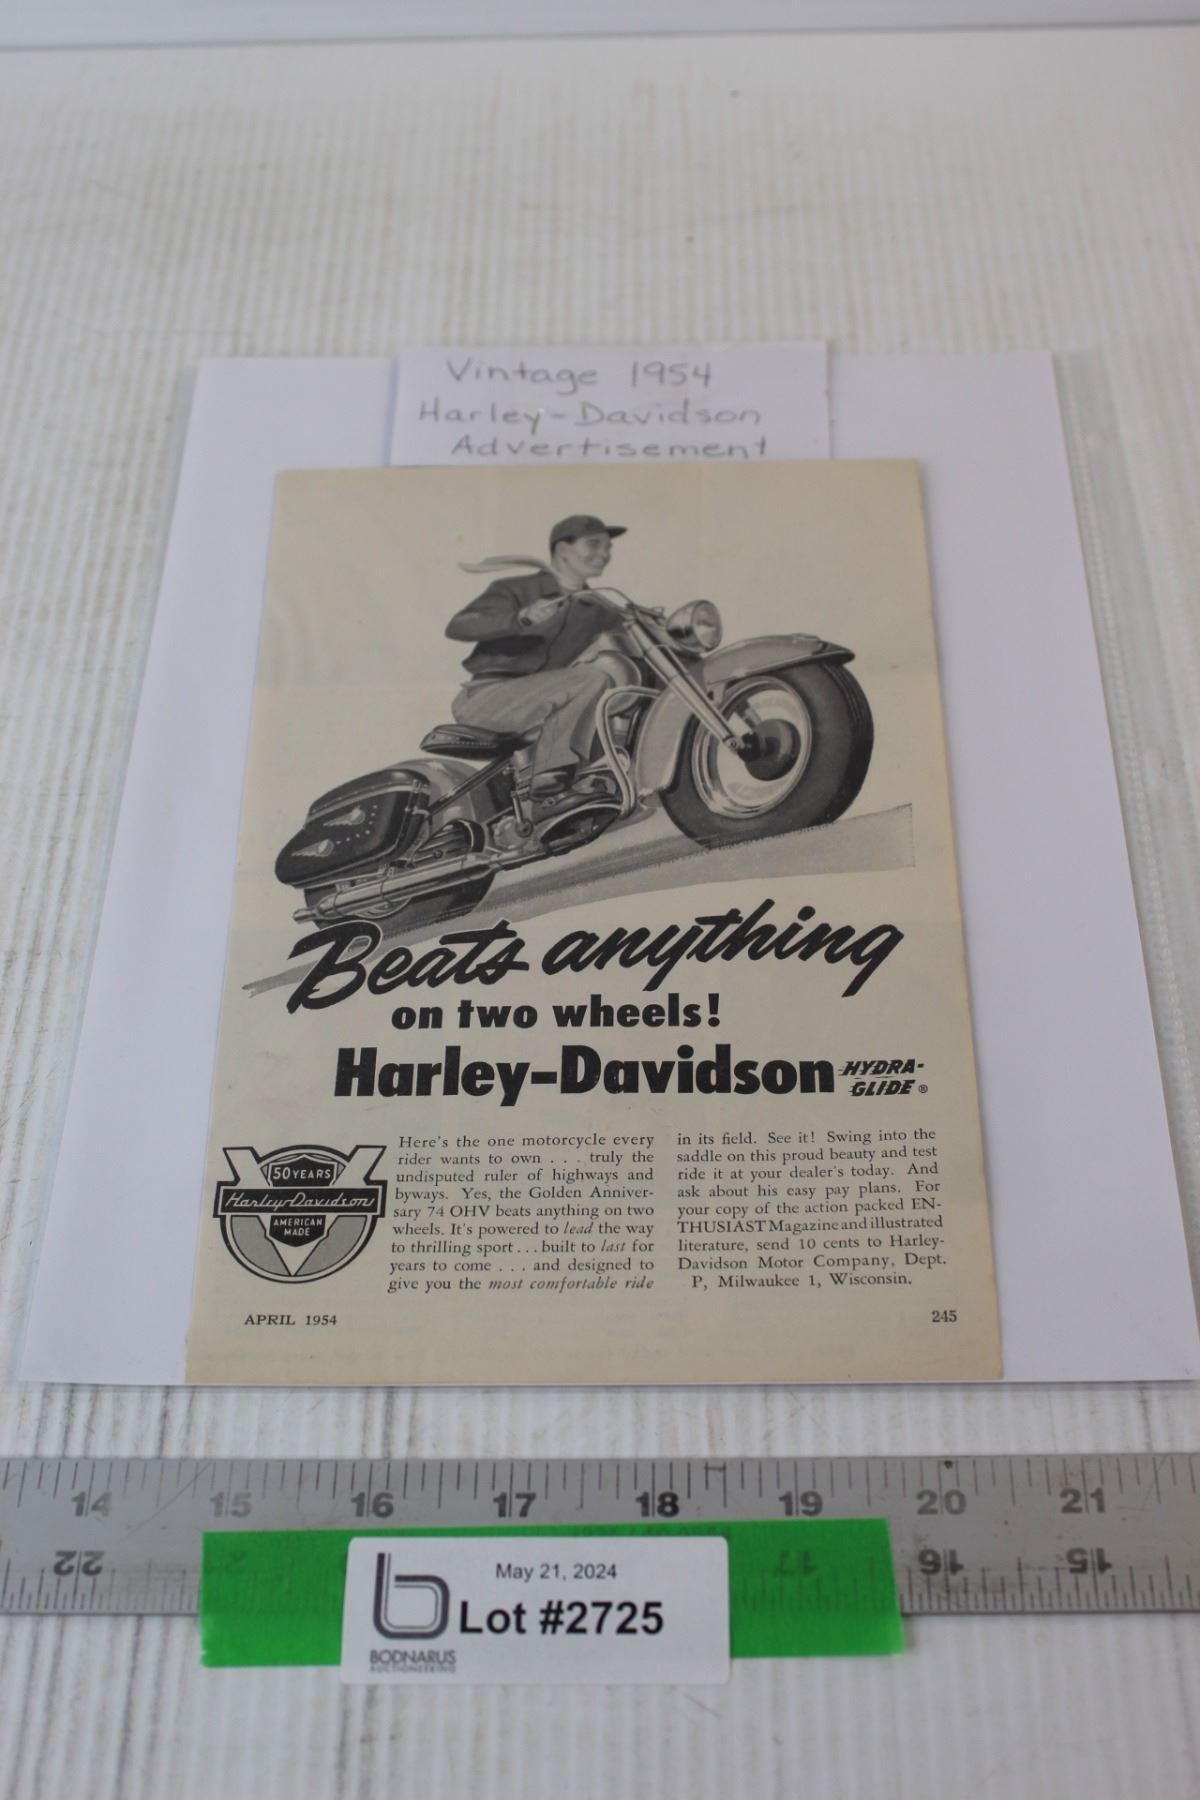 Vintage 1954
Harley-Davidson
Advertisement
Beats anything
on two wheels!
Harley-Davidson HYDRA-
GLIDE ®
50 YEARS
Harley-Davidson
AMERICAN
MADE
Here's the one motorcycle every
rider wants to own . . . truly the
undisputed ruler of highways and
byways. Yes, the Golden Anniver-
sary 74 OHV beats anything on two
wheels. It's powered to lead the way
to thrilling sport . . . built to last for
years to come . . . and designed to
give you the most comfortable ride
in its field. See it! Swing into the
saddle on this proud beauty and test
ride it at your dealer's today. And
ask about his easy pay plans. For
your copy of the action packed EN-
THUSIAST Magazine and illustrated
literature, send 10 cents to Harley-
Davidson Motor Company, Dept.
P, Milwaukee 1, Wisconsin.
APRIL 1954
245
14 15 16 17 18 19 20 21
22 21 17 16 15
May 21, 2024
Lot #2725
BODNARUS
AUCTIONEERING